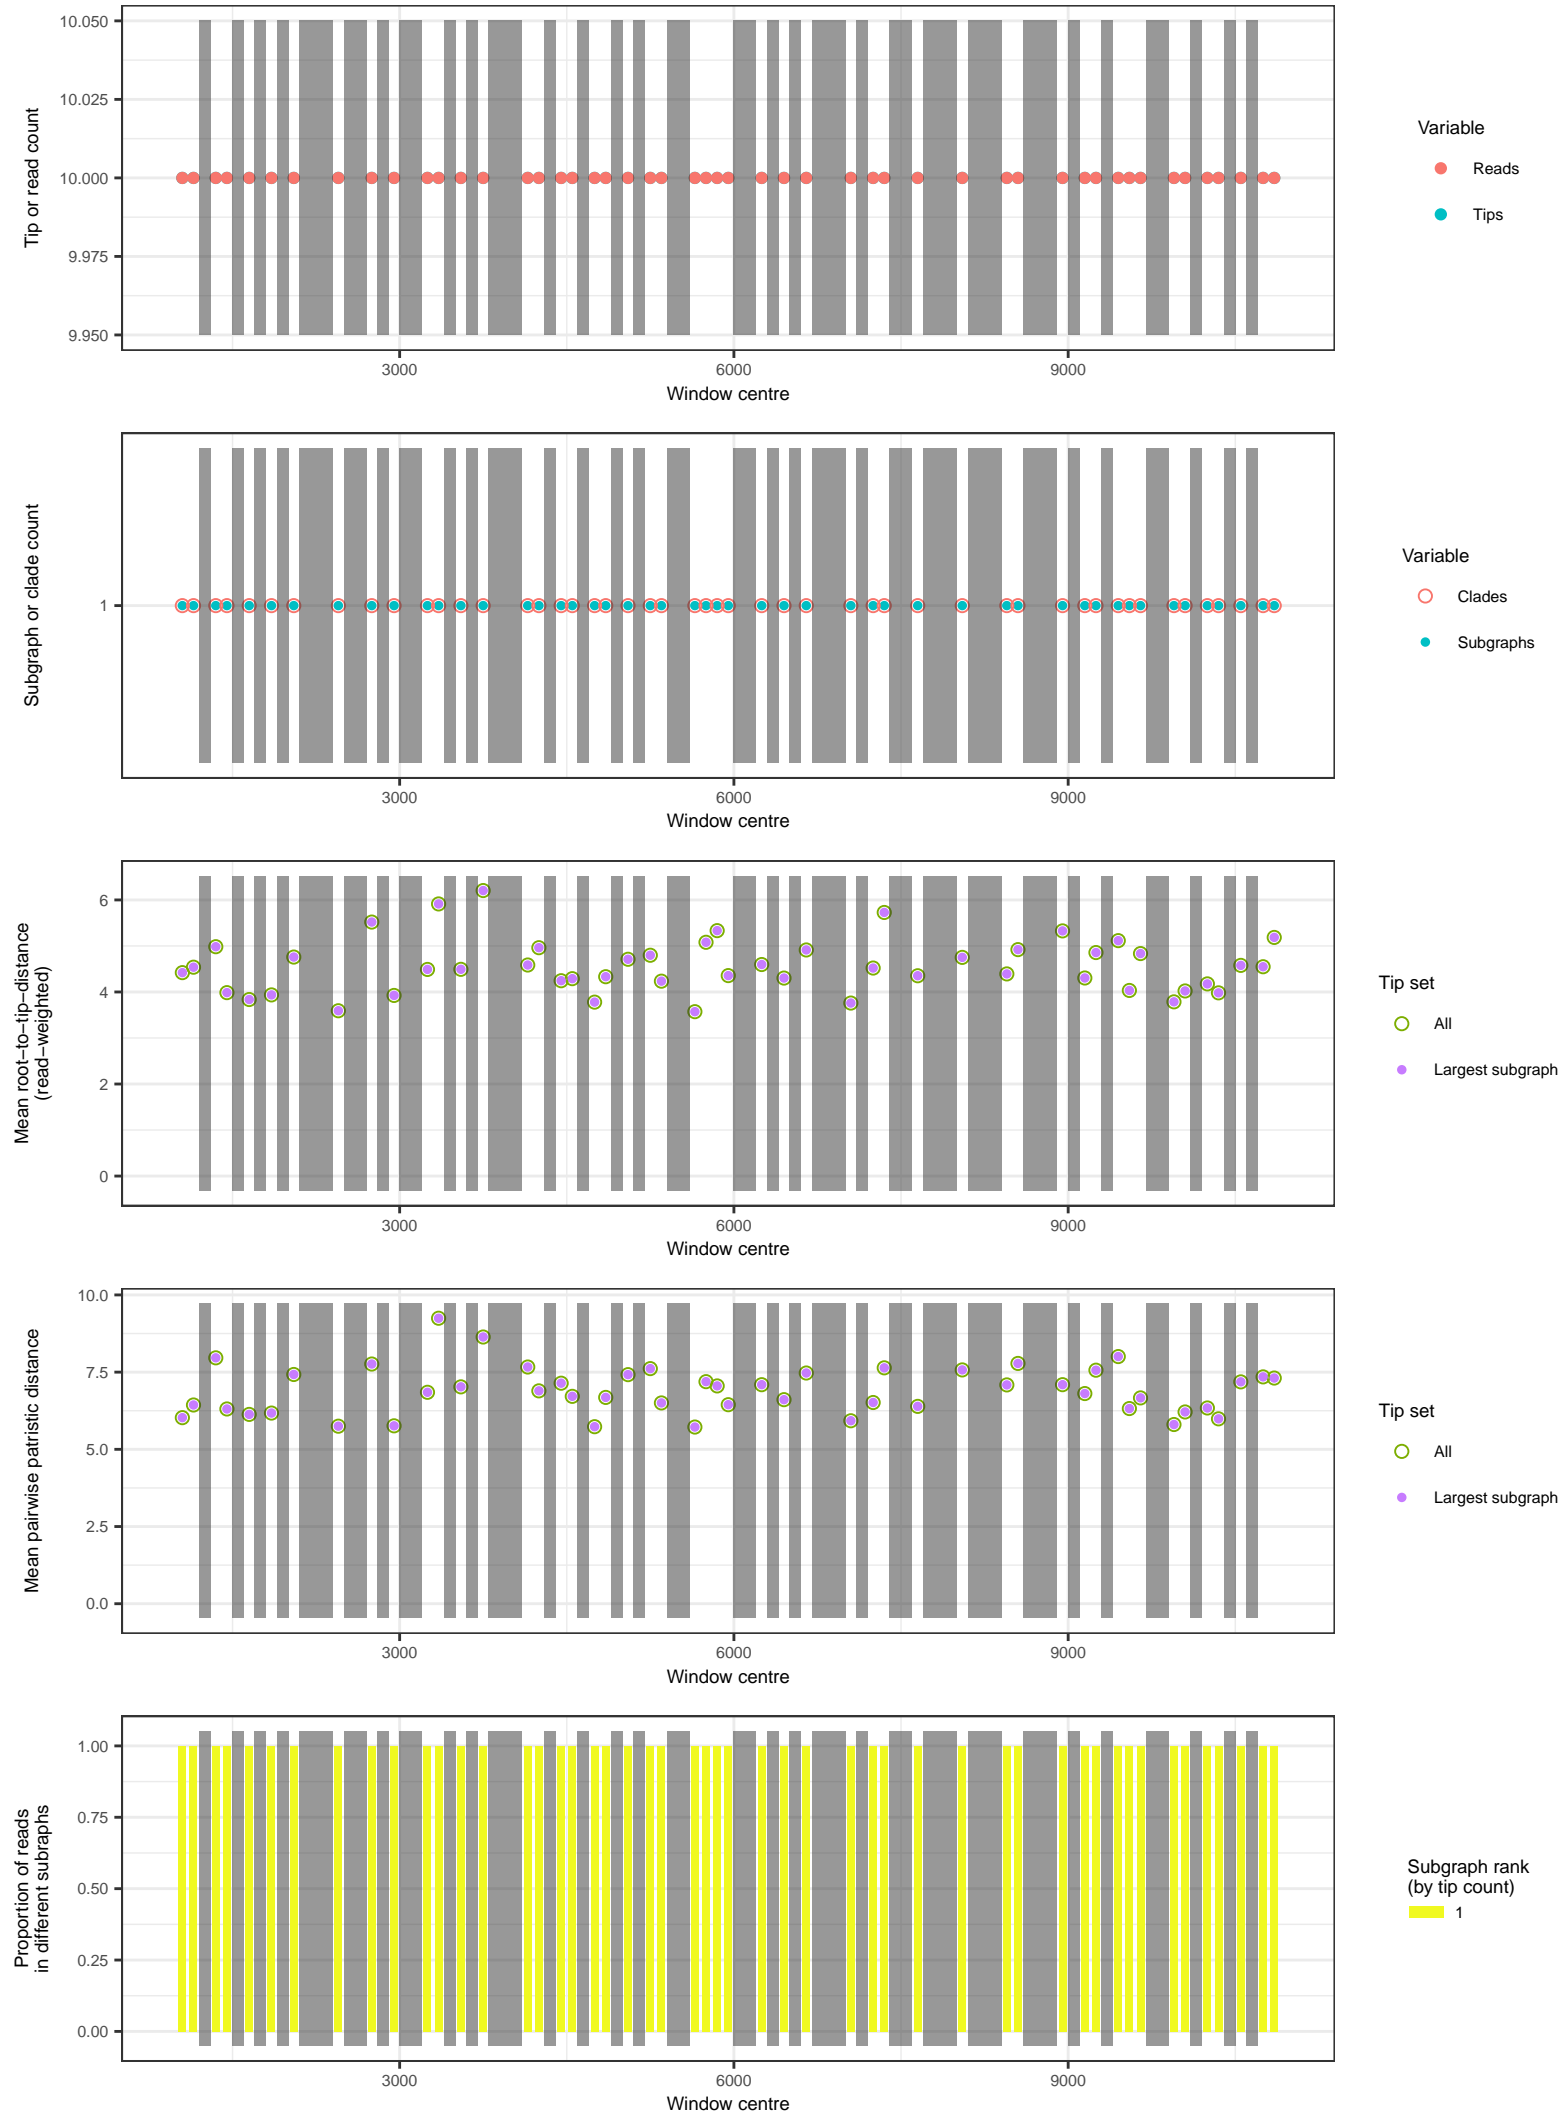 10.050
10.025
10.000
9.975
9.950
Tip or read count
3000
6000
9000
Window centre
Variable
Reads
Tips
1
Subgraph or clade count
3000
6000
9000
Window centre
Variable
Clades
Subgraphs
6
4
2
0
Mean root−to−tip−distance
(read−weighted)
3000
6000
9000
Window centre
Tip set
All
Largest subgraph
10.0
7.5
5.0
2.5
0.0
Mean pairwise patristic distance
3000
6000
9000
Window centre
Tip set
All
Largest subgraph
1.00
0.75
0.50
0.25
0.00
Proportion of reads
in different subraphs
3000
6000
9000
Window centre
Subgraph rank
(by tip count)
1